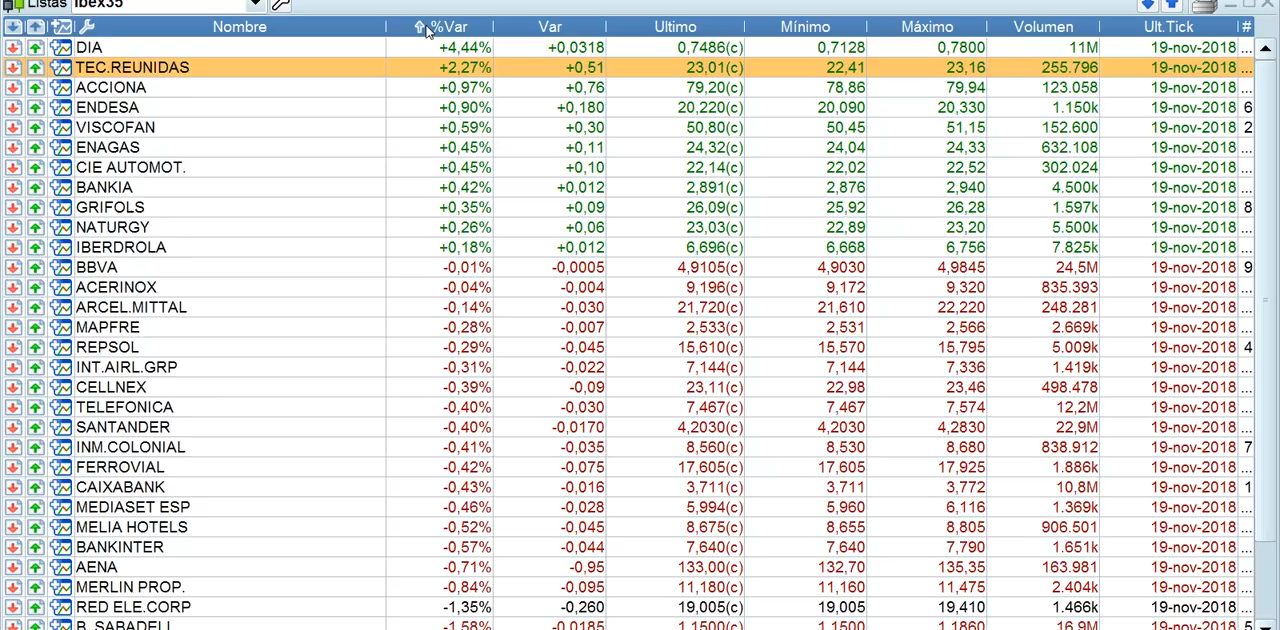 Listas Ibex35
Nombre %Var Var Ultimo Mínimo Máximo Volumen Ult.Tick #
DIA +4,44% +0,0318 0,7486(c) 0,7128 0,7800 11M 19-nov-2018 ...
TEC.REUNIDAS +2,27% +0,51 23,01(c) 22,41 23,16 255.796 19-nov-2018 ...
ACCIONA +0,97% +0,76 79,20(c) 78,86 79,94 123.058 19-nov-2018 ...
ENDESA +0,90% +0,180 20,220(c) 20,090 20,330 1.150k 19-nov-2018 6
VISCOFAN +0,59% +0,30 50,80(c) 50,45 51,15 152.600 19-nov-2018 2
ENAGAS +0,45% +0,11 24,32(c) 24,04 24,33 632.108 19-nov-2018 ...
CIE AUTOMOT. +0,45% +0,10 22,14(c) 22,02 22,52 302.024 19-nov-2018 ...
BANKIA +0,42% +0,012 2,891(c) 2,876 2,940 4.500k 19-nov-2018 ...
GRIFOLS +0,35% +0,09 26,09(c) 25,92 26,28 1.597k 19-nov-2018 8
NATURGY +0,26% +0,06 23,03(c) 22,89 23,20 5.500k 19-nov-2018 ...
IBERDROLA +0,18% +0,012 6,696(c) 6,668 6,756 7.825k 19-nov-2018 ...
BBVA -0,01% -0,0005 4,9105(c) 4,9030 4,9845 24,5M 19-nov-2018 9
ACERINOX -0,04% -0,004 9,196(c) 9,172 9,320 835.393 19-nov-2018 ...
ARCEL.MITTAL -0,14% -0,030 21,720(c) 21,610 22,220 248.281 19-nov-2018 ...
MAPFRE -0,28% -0,007 2,533(c) 2,531 2,566 2.669k 19-nov-2018 ...
REPSOL -0,29% -0,045 15,610(c) 15,570 15,795 5.009k 19-nov-2018 4
INT.AIRL.GRP -0,31% -0,022 7,144(c) 7,144 7,336 1.419k 19-nov-2018 ...
CELLNEX -0,39% -0,09 23,11(c) 22,98 23,46 498.478 19-nov-2018 ...
TELEFONICA -0,40% -0,030 7,467(c) 7,467 7,574 12,2M 19-nov-2018 ...
SANTANDER -0,40% -0,0170 4,2030(c) 4,2030 4,2830 22,9M 19-nov-2018 ...
INM.COLONIAL -0,41% -0,035 8,560(c) 8,530 8,680 838.912 19-nov-2018 7
FERROVIAL -0,42% -0,075 17,605(c) 17,605 17,925 1.886k 19-nov-2018 ...
CAIXABANK -0,43% -0,016 3,711(c) 3,711 3,772 10,8M 19-nov-2018 1
MEDIASET ESP -0,46% -0,028 5,994(c) 5,960 6,116 1.369k 19-nov-2018 ...
MELIA HOTELS -0,52% -0,045 8,675(c) 8,655 8,805 906.501 19-nov-2018 ...
BANKINTER -0,57% -0,044 7,640(c) 7,640 7,790 1.651k 19-nov-2018 ...
AENA -0,71% -0,95 133,00(c) 132,70 135,35 163.981 19-nov-2018 ...
MERLIN PROP. -0,84% -0,095 11,180(c) 11,160 11,475 2.404k 19-nov-2018 ...
RED ELE.CORP -1,35% -0,260 19,005(c) 19,005 19,410 1.466k 19-nov-2018 ...
B. SABADELL -1,58% -0,0185 1,1500(c) 1,1500 1,1860 16,9M 19-nov-2018 5